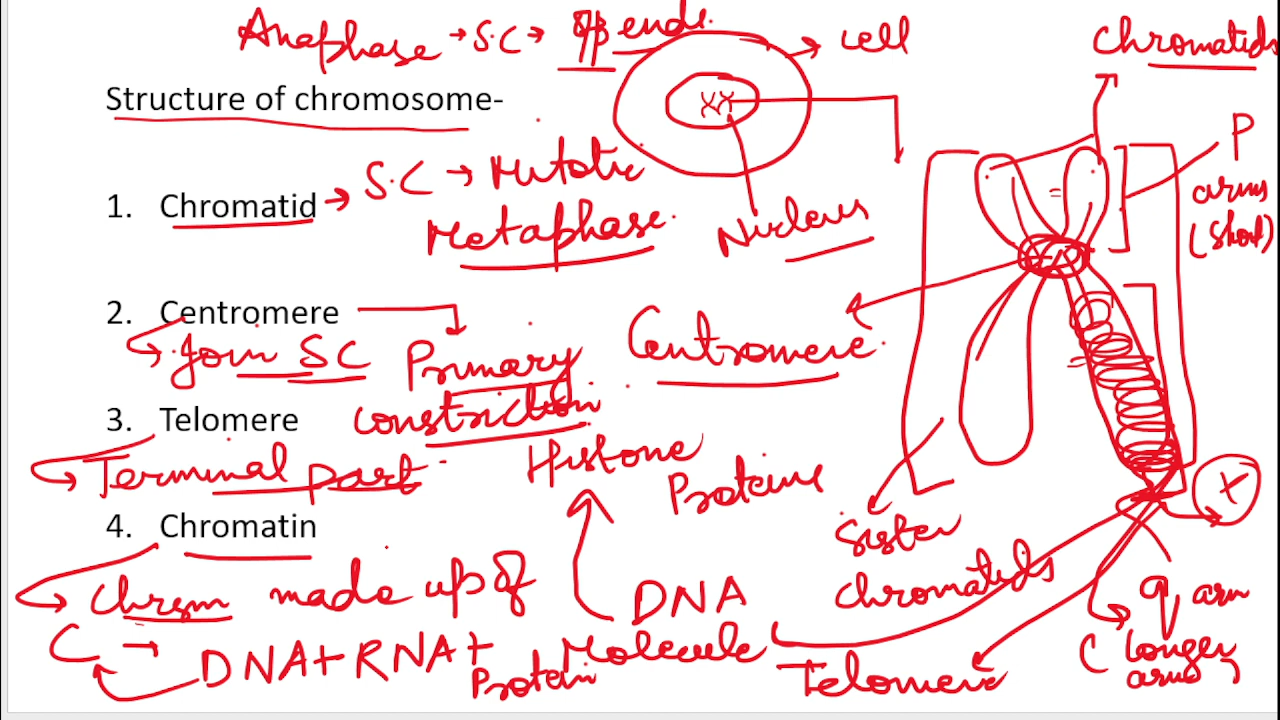 Anaphase → S.C → opp ends.
cell
Chromatids
Structure of chromosome-
XX
P
arms
(Short)
1. Chromatid → S.C → Mitotic
Metaphase.
Nucleus
2. Centromere
Join SC
Primary
constriction
Centromere.
3. Telomere
Terminal part
Histone
Proteins
X
Sister
chromatids
4. Chromatin
Chrom made up of
DNA
Molecule
q arm
(longer
arms)
C → DNA + RNA +
Protein
Telomere